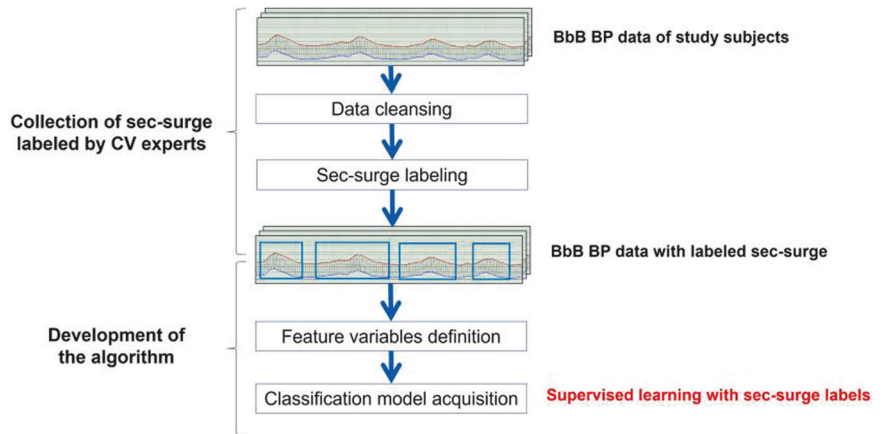 BbB BP data of study subjects
Data cleansing
Collection of sec-surge
labeled by CV experts
Sec-surge labeling
BbB BP data with labeled sec-surge
Development of
the algorithm
Feature variables definition
Classification model acquisition
Supervised learning with sec-surge labels